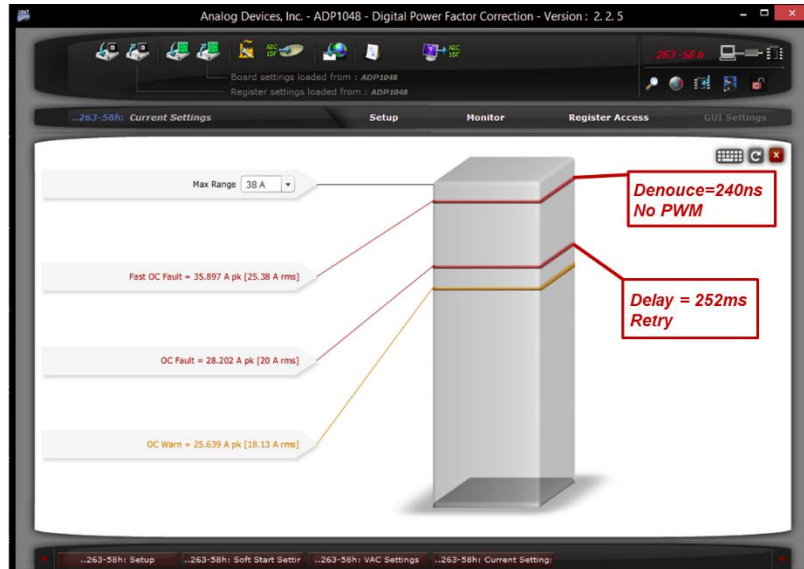 Analog Devices, Inc. - ADP1048 - Digital Power Factor Correction - Version : 2. 2. 5
Board settings loaded from : ADP1048
Register settings loaded from : ADP1048
..263-58h
..263-58h: Current Settings
Setup
Monitor
Register Access
GUI Settings
Max Range 38 A
Denouce=240ns
No PWM
Fast OC Fault = 35.897 A pk [25.38 A rms]
Delay = 252ms
Retry
OC Fault = 28.202 A pk [20 A rms]
OC Warn = 25.639 A pk [18.13 A rms]
..263-58h: Setup
..263-58h: Soft Start Settir
..263-58h: VAC Settings
..263-58h: Current Setting: